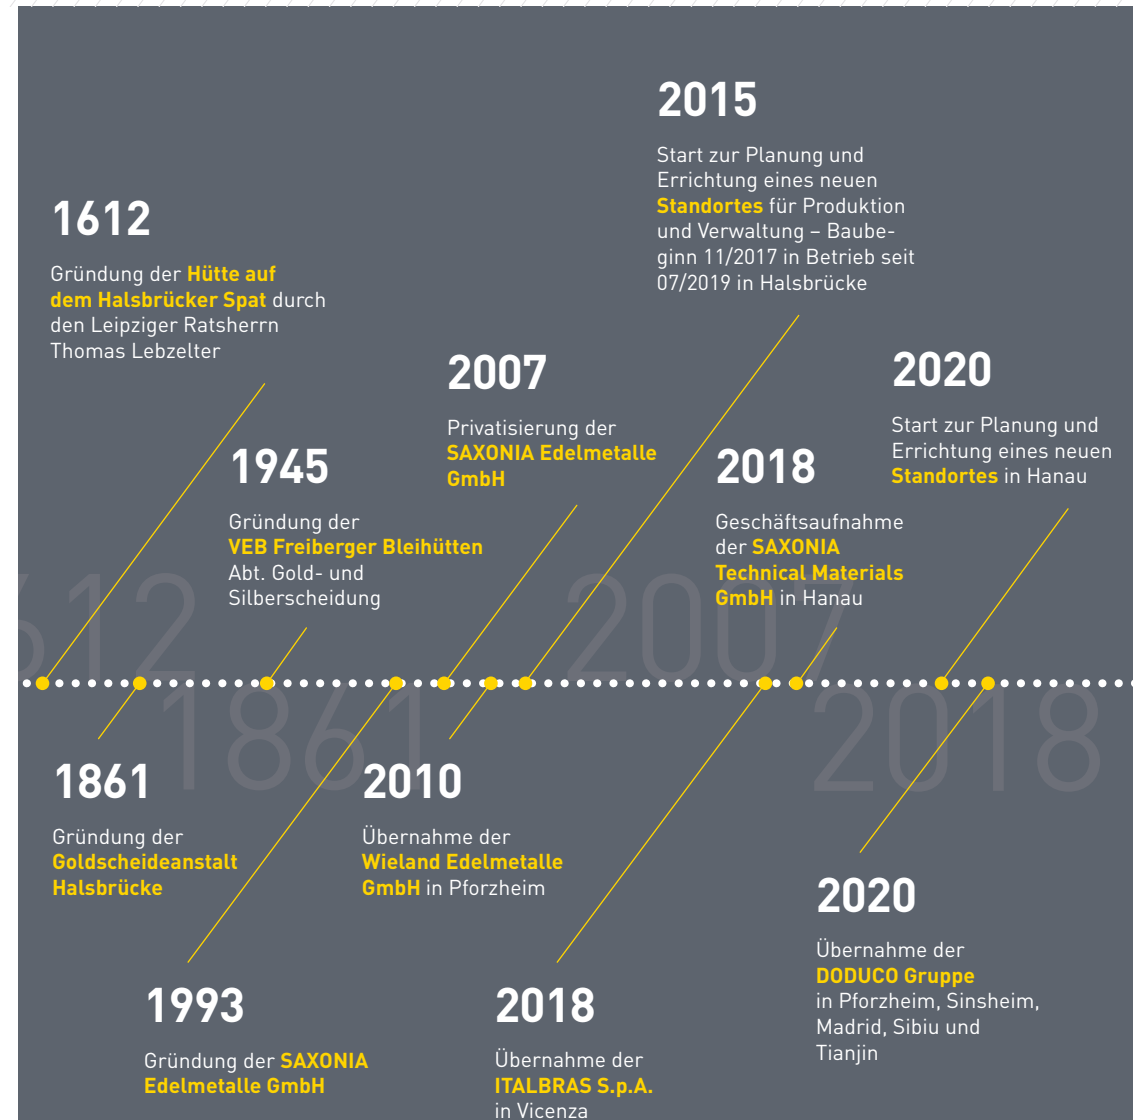 2015
Start zur Planung und
Errichtung eines neuen
Standortes für Produktion
und Verwaltung – Baube-
ginn 11/2017 in Betrieb seit
07/2019 in Halsbrücke
1612
Gründung der Hütte auf
dem Halsbrücker Spat durch
den Leipziger Ratsherrn
Thomas Lebzelter
2007
Privatisierung der
SAXONIA Edelmetalle
GmbH
2020
Start zur Planung und
Errichtung eines neuen
Standortes in Hanau
1945
Gründung der
VEB Freiberger Bleihütten
Abt. Gold- und
Silberscheidung
2018
Geschäftsaufnahme
der SAXONIA
Technical Materials
GmbH in Hanau
612
2007
1861
2018
1861
Gründung der
Goldscheideanstalt
Halsbrücke
2010
Übernahme der
Wieland Edelmetalle
GmbH in Pforzheim
2020
Übernahme der
DODUCO Gruppe
in Pforzheim, Sinsheim,
Madrid, Sibiu und
Tianjin
1993
Gründung der SAXONIA
Edelmetalle GmbH
2018
Übernahme der
ITALBRAS S.p.A.
in Vicenza